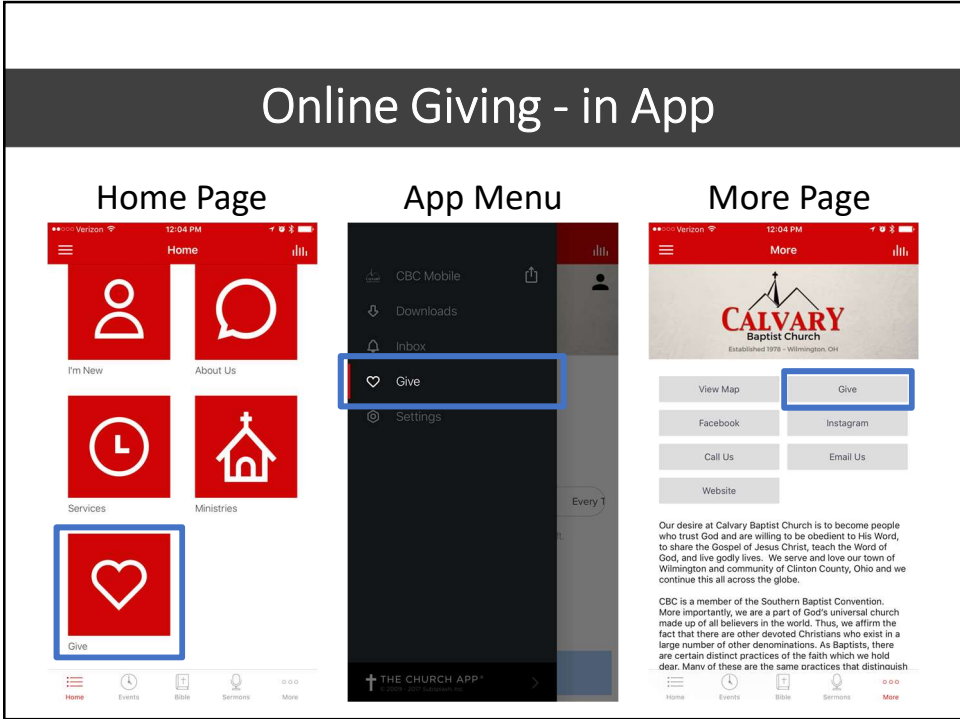 Online Giving - in App
Home Page
Verizon 12:04 PM
Home
I'm New About Us
Services Ministries
Give
Home Events Bible Sermons More
App Menu
CBC Mobile
Downloads
Inbox
Give
Settings
Every T
lt.
THE CHURCH APP®
© 2009 - 2017 Subsplash, Inc.
More Page
Verizon 12:04 PM
More
CALVARY
Baptist Church
Established 1978 ~ Wilmington, OH
View Map Give
Facebook Instagram
Call Us Email Us
Website
Our desire at Calvary Baptist Church is to become people
who trust God and are willing to be obedient to His Word,
to share the Gospel of Jesus Christ, teach the Word of
God, and live godly lives. We serve and love our town of
Wilmington and community of Clinton County, Ohio and we
continue this all across the globe.
CBC is a member of the Southern Baptist Convention.
More importantly, we are a part of God's universal church
made up of all believers in the world. Thus, we affirm the
fact that there are other devoted Christians who exist in a
large number of other denominations. As Baptists, there
are certain distinct practices of the faith which we hold
dear. Many of these are the same practices that distinguish
Home Events Bible Sermons More